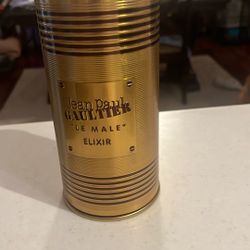 Jean Paul
GAULTIER
"LE MALE"
ELIXIR